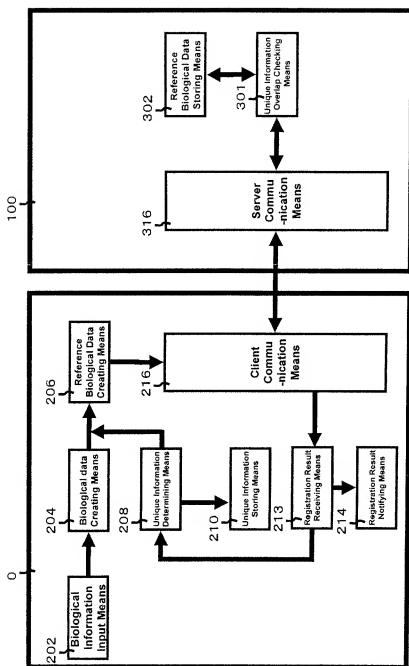 0
202
Biological
Information
Input Means
204
Biological data
Creating Means
206
Reference
Biological Data
Creating Means
208
Unique Information
Determining Means
210
Unique Information
Storing Means
213
Registration Result
Receiving Means
214
Registration Result
Notifying Means
216
Client
Commu
-nication
Means
100
316
Server
Commu
-nication
Means
302
Reference
Biological Data
Storing Means
301
Unique Information
Overlap Checking
Means